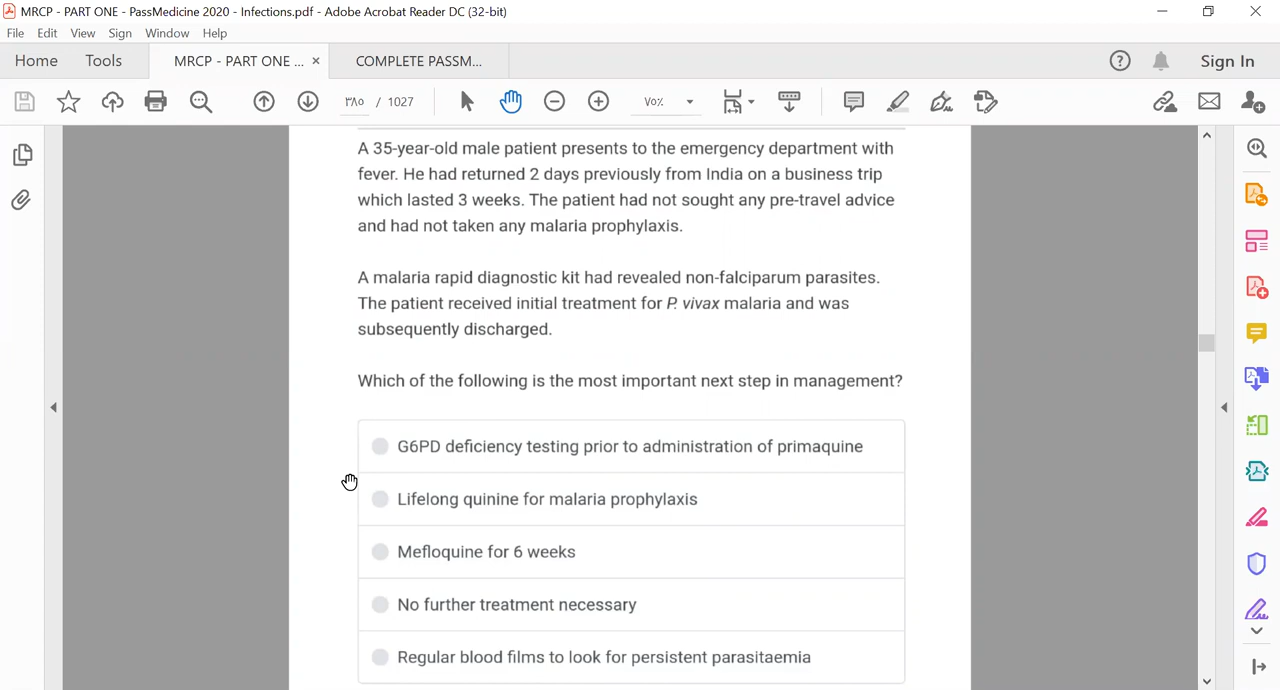 MRCP - PART ONE - PassMedicine 2020 - Infections.pdf - Adobe Acrobat Reader DC (32-bit)
File Edit View Sign Window Help
Home Tools MRCP - PART ONE ... × COMPLETE PASSM... Sign In
٣٨٥ / 1027 ٧٥٪
A 35-year-old male patient presents to the emergency department with
fever. He had returned 2 days previously from India on a business trip
which lasted 3 weeks. The patient had not sought any pre-travel advice
and had not taken any malaria prophylaxis.
A malaria rapid diagnostic kit had revealed non-falciparum parasites.
The patient received initial treatment for P. vivax malaria and was
subsequently discharged.
Which of the following is the most important next step in management?
G6PD deficiency testing prior to administration of primaquine
Lifelong quinine for malaria prophylaxis
Mefloquine for 6 weeks
No further treatment necessary
Regular blood films to look for persistent parasitaemia